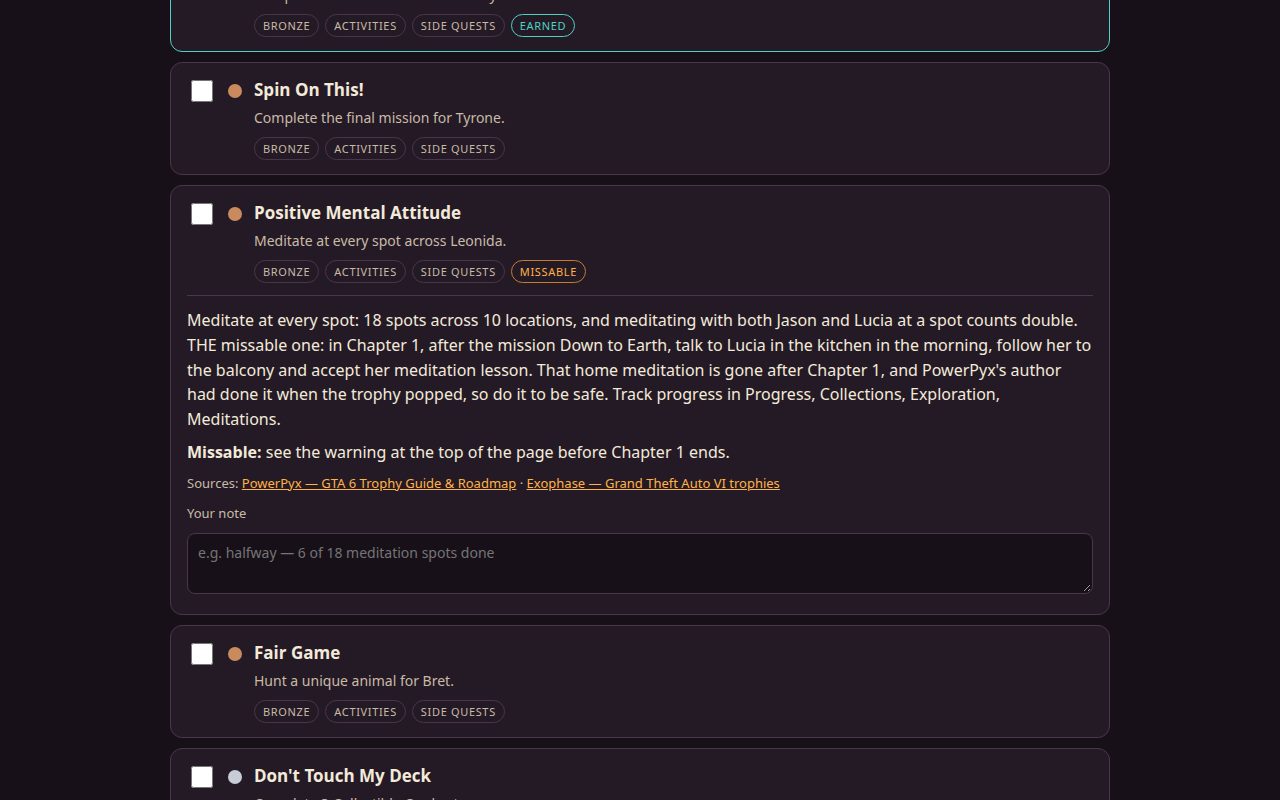 BRONZE ACTIVITIES SIDE QUESTS EARNED
Spin On This!
Complete the final mission for Tyrone.
BRONZE ACTIVITIES SIDE QUESTS
Positive Mental Attitude
Meditate at every spot across Leonida.
BRONZE ACTIVITIES SIDE QUESTS MISSABLE
Meditate at every spot: 18 spots across 10 locations, and meditating with both Jason and Lucia at a spot counts double.
THE missable one: in Chapter 1, after the mission Down to Earth, talk to Lucia in the kitchen in the morning, follow her to
the balcony and accept her meditation lesson. That home meditation is gone after Chapter 1, and PowerPyx's author
had done it when the trophy popped, so do it to be safe. Track progress in Progress, Collections, Exploration,
Meditations.
Missable: see the warning at the top of the page before Chapter 1 ends.
Sources: PowerPyx — GTA 6 Trophy Guide & Roadmap · Exophase — Grand Theft Auto VI trophies
Your note
e.g. halfway — 6 of 18 meditation spots done
Fair Game
Hunt a unique animal for Bret.
BRONZE ACTIVITIES SIDE QUESTS
Don't Touch My Deck